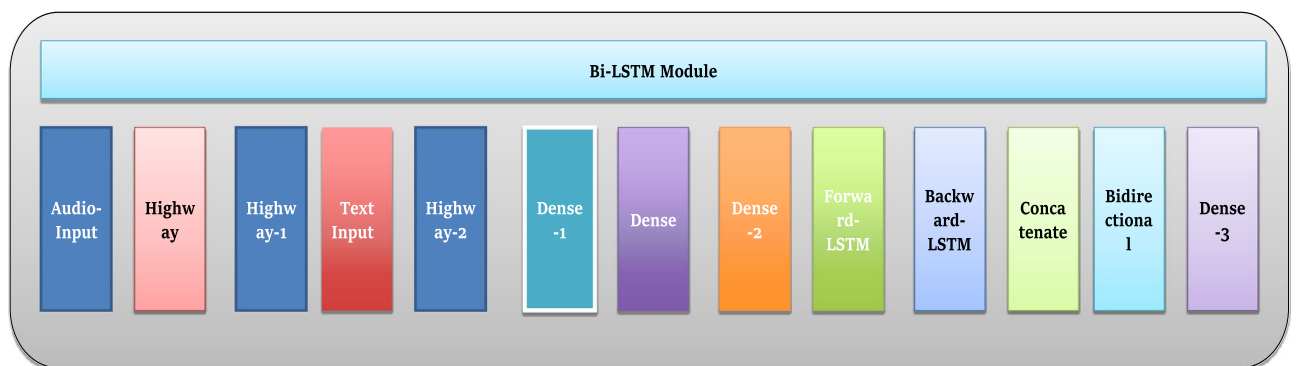 Bi-LSTM Module
Audio-
Input
Highw
ay
Highw
ay-1
Text
Input
Highw
ay-2
Dense
-1
Dense
Dense
-2
Forwa
rd-
LSTM
Backw
ard-
LSTM
Conca
tenate
Bidire
ctiona
l
Dense
-3